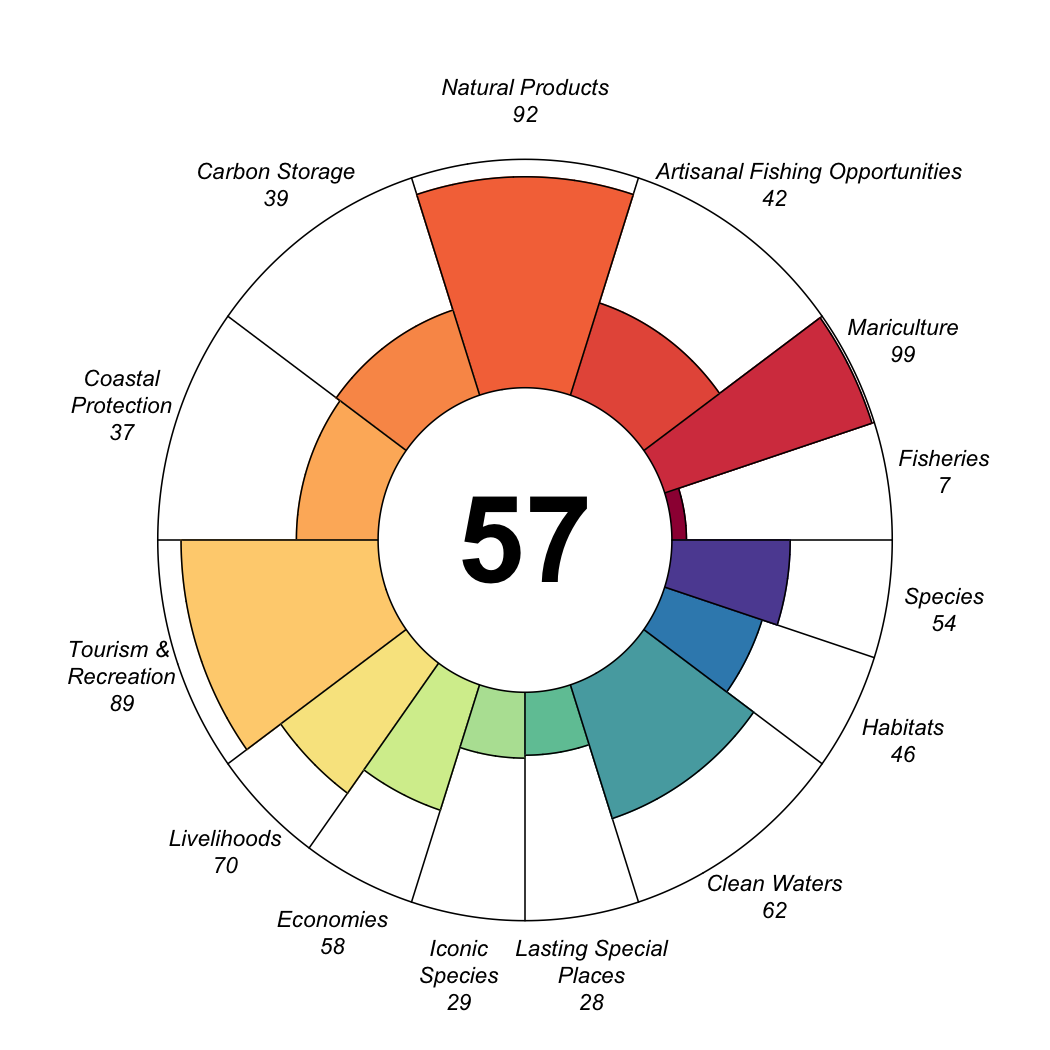 Natural Products
92
Carbon Storage
39
Artisanal Fishing Opportunities
42
Mariculture
99
Coastal
Protection
37
Fisheries
7
57
Species
54
Tourism &
Recreation
89
Habitats
46
Livelihoods
70
Clean Waters
62
Economies
58
Iconic
Species
29
Lasting Special
Places
28